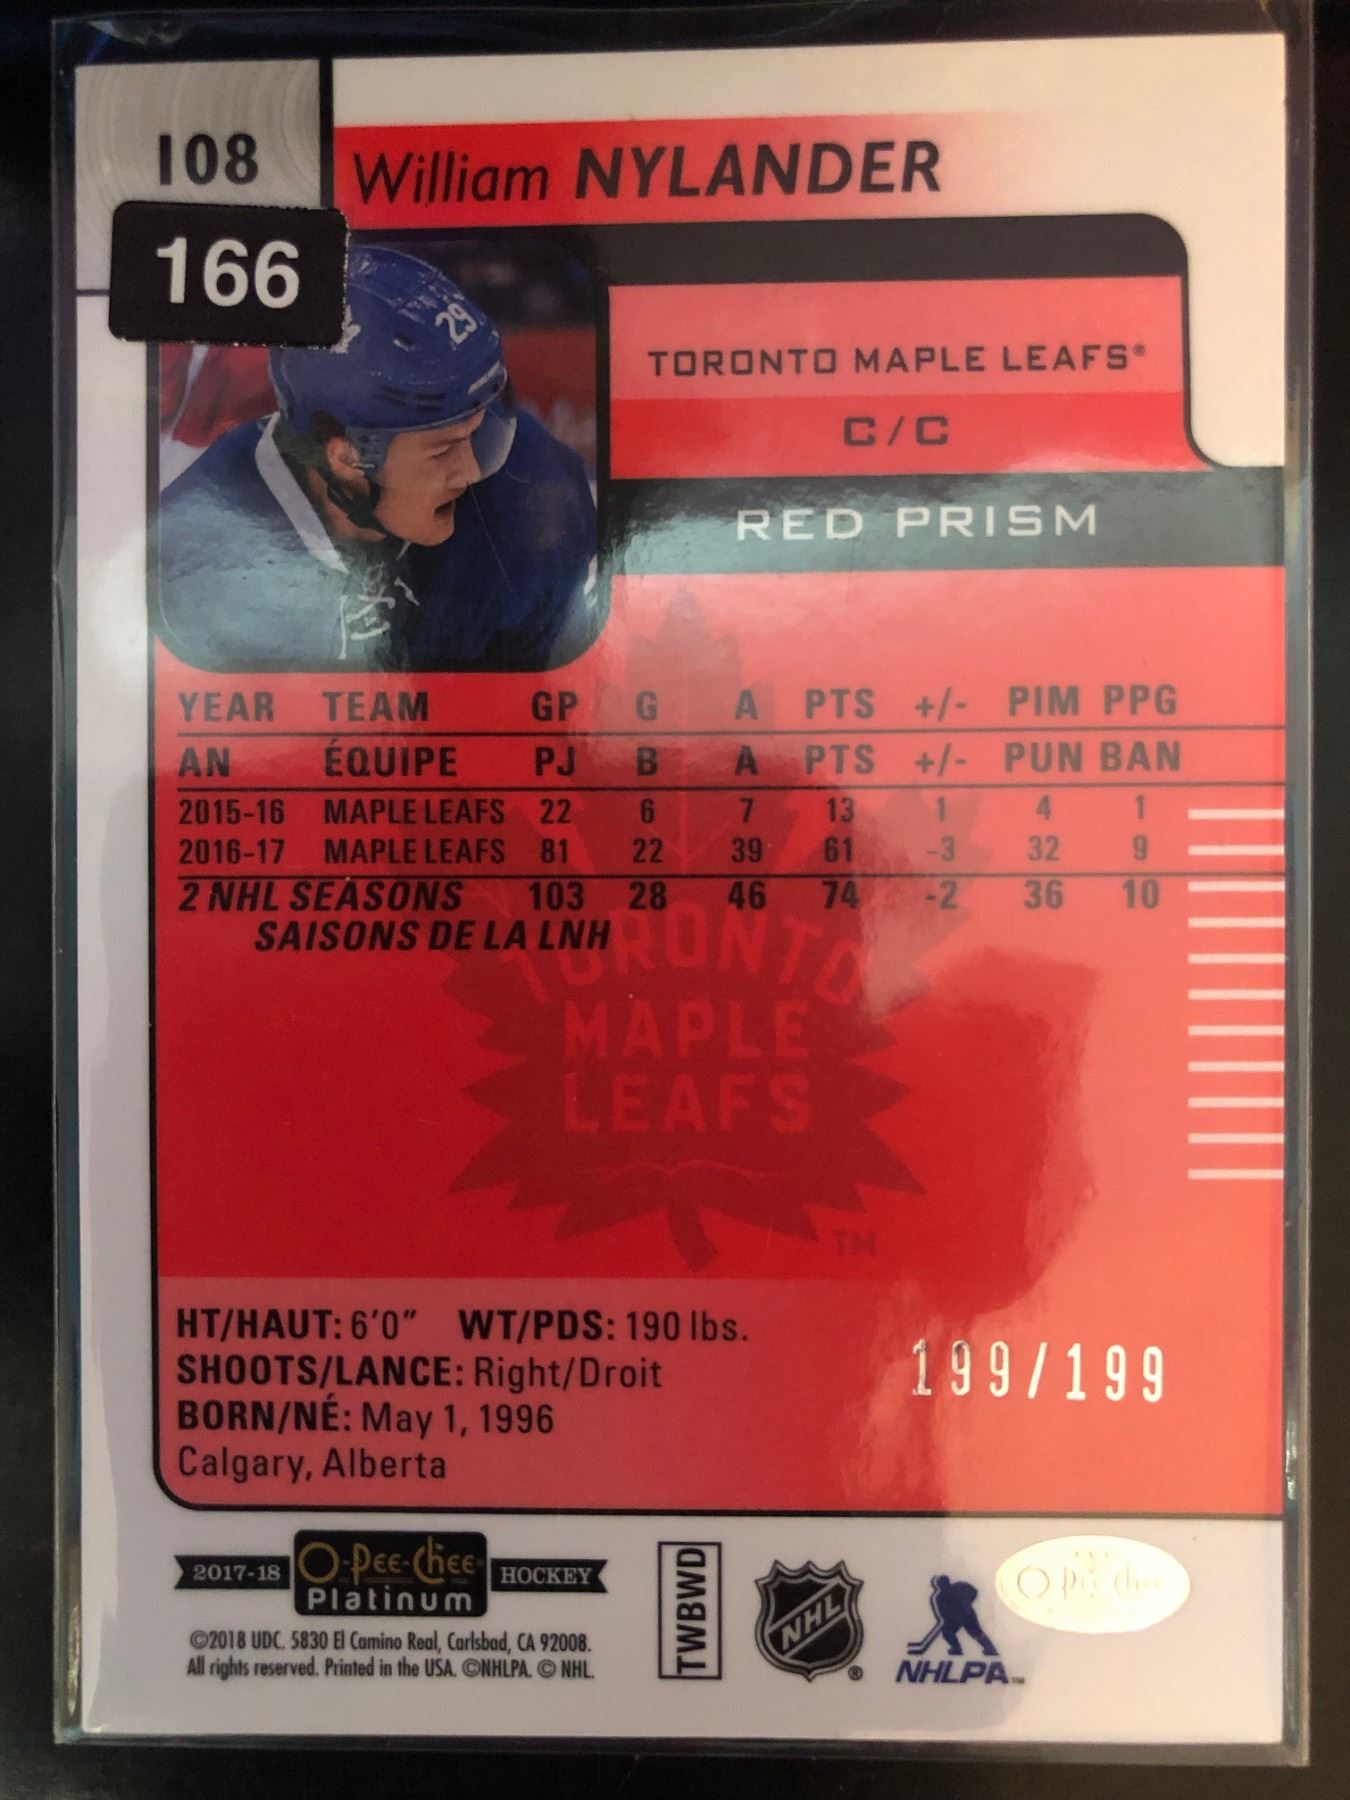 108
William NYLANDER
166
29
TORONTO MAPLE LEAFS®
C/C
RED PRISM
YEAR TEAM GP G A PTS +/- PIM PPG
AN ÉQUIPE PJ B A PTS +/- PUN BAN
2015-16 MAPLE LEAFS 22 6 7 13 1 4 1
2016-17 MAPLE LEAFS 81 22 39 61 -3 32 9
2 NHL SEASONS 103 28 46 74 -2 36 10
SAISONS DE LA LNH
TORONTO
MAPLE
LEAFS
TM
HT/HAUT: 6'0" WT/PDS: 190 lbs.
SHOOTS/LANCE: Right/Droit
BORN/NÉ: May 1, 1996
Calgary, Alberta
199/199
2017-18 O-Pee-Chee Platinum HOCKEY
©2018 UDC. 5830 El Camino Real, Carlsbad, CA 92008.
All rights reserved. Printed in the USA. ©NHLPA. © NHL.
TWBWD
NHL ®
NHLPA™
O-Pee-Chee